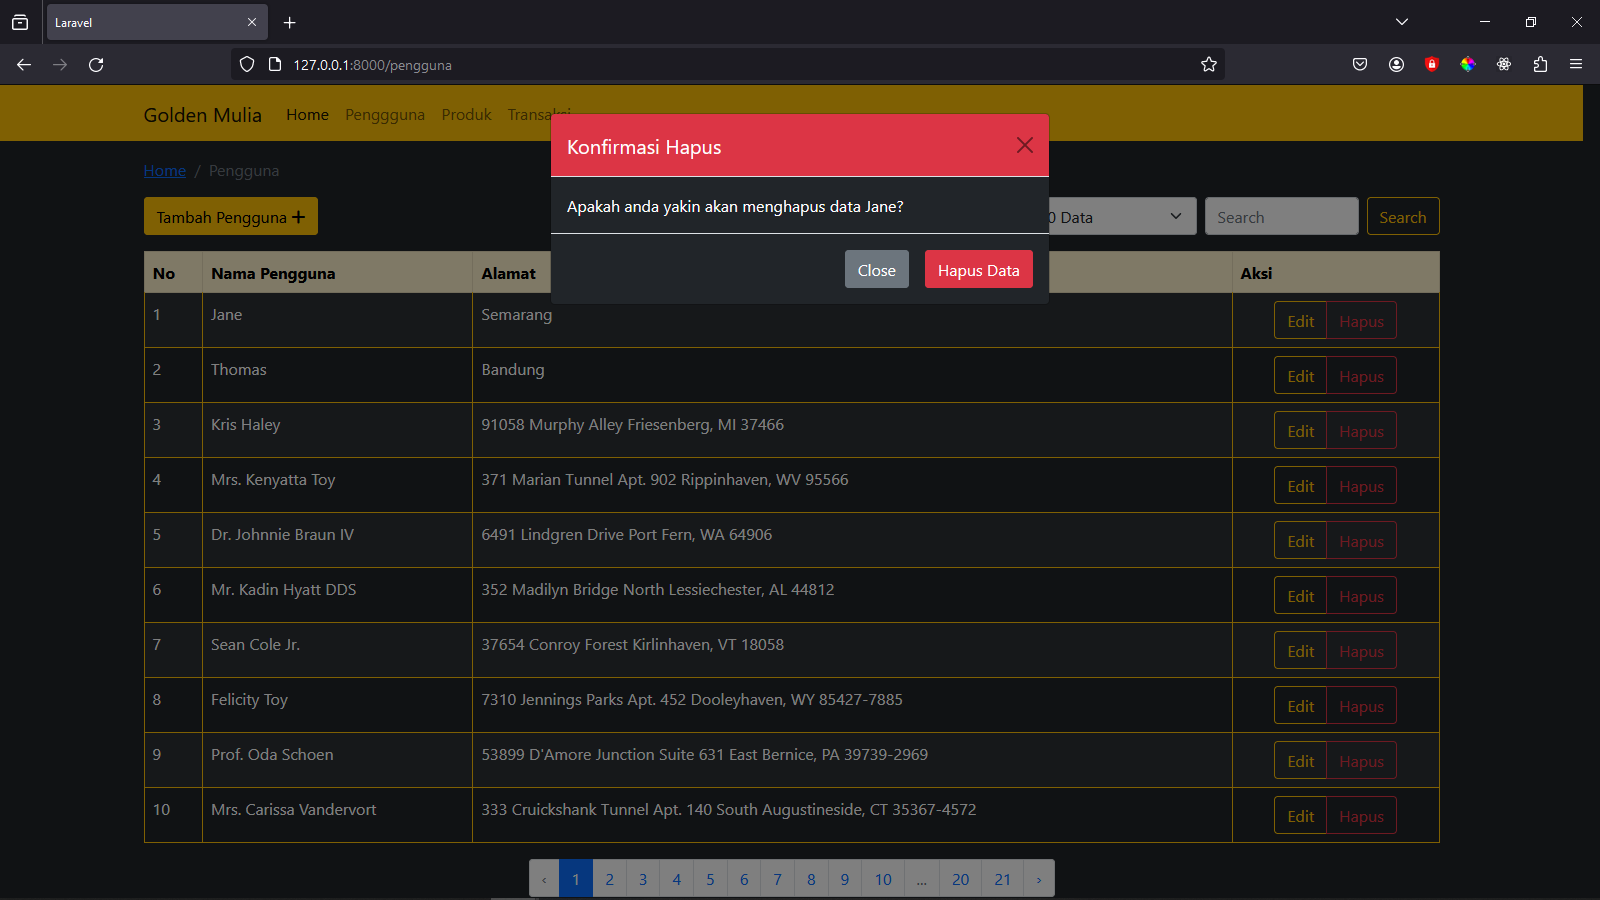 Laravel
127.0.0.1:8000/pengguna
Golden Mulia Home Penggguna Produk Transaksi
Konfirmasi Hapus
Home / Pengguna
Apakah anda yakin akan menghapus data Jane?
Tambah Pengguna + 0 Data Search Search
Close Hapus Data
No Nama Pengguna Alamat Aksi
1 Jane Semarang Edit Hapus
2 Thomas Bandung Edit Hapus
3 Kris Haley 91058 Murphy Alley Friesenberg, MI 37466 Edit Hapus
4 Mrs. Kenyatta Toy 371 Marian Tunnel Apt. 902 Rippinhaven, WV 95566 Edit Hapus
5 Dr. Johnnie Braun IV 6491 Lindgren Drive Port Fern, WA 64906 Edit Hapus
6 Mr. Kadin Hyatt DDS 352 Madilyn Bridge North Lessiechester, AL 44812 Edit Hapus
7 Sean Cole Jr. 37654 Conroy Forest Kirlinhaven, VT 18058 Edit Hapus
8 Felicity Toy 7310 Jennings Parks Apt. 452 Dooleyhaven, WY 85427-7885 Edit Hapus
9 Prof. Oda Schoen 53899 D'Amore Junction Suite 631 East Bernice, PA 39739-2969 Edit Hapus
10 Mrs. Carissa Vandervort 333 Cruickshank Tunnel Apt. 140 South Augustineside, CT 35367-4572 Edit Hapus
‹ 1 2 3 4 5 6 7 8 9 10 ... 20 21 ›